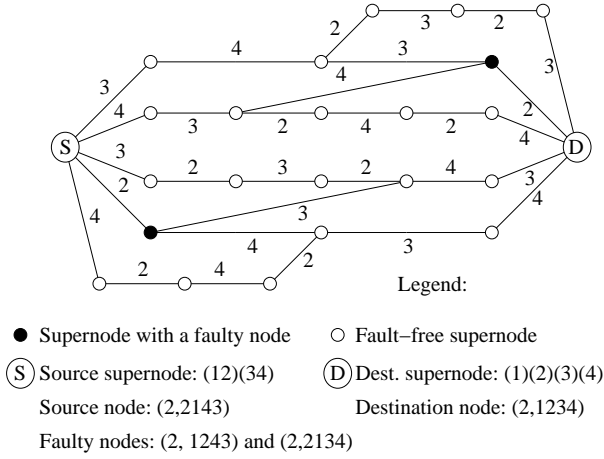 3 2
2 3
4 3
4
3
4
3 2 4 2
2
4
S
D
3
2 3 2 4
3
2
3
4
4
4 3
2
2 4
Legend:
Supernode with a faulty node
Fault−free supernode
S Source supernode: (12)(34)
D Dest. supernode: (1)(2)(3)(4)
Source node: (2,2143)
Destination node: (2,1234)
Faulty nodes: (2, 1243) and (2,2134)